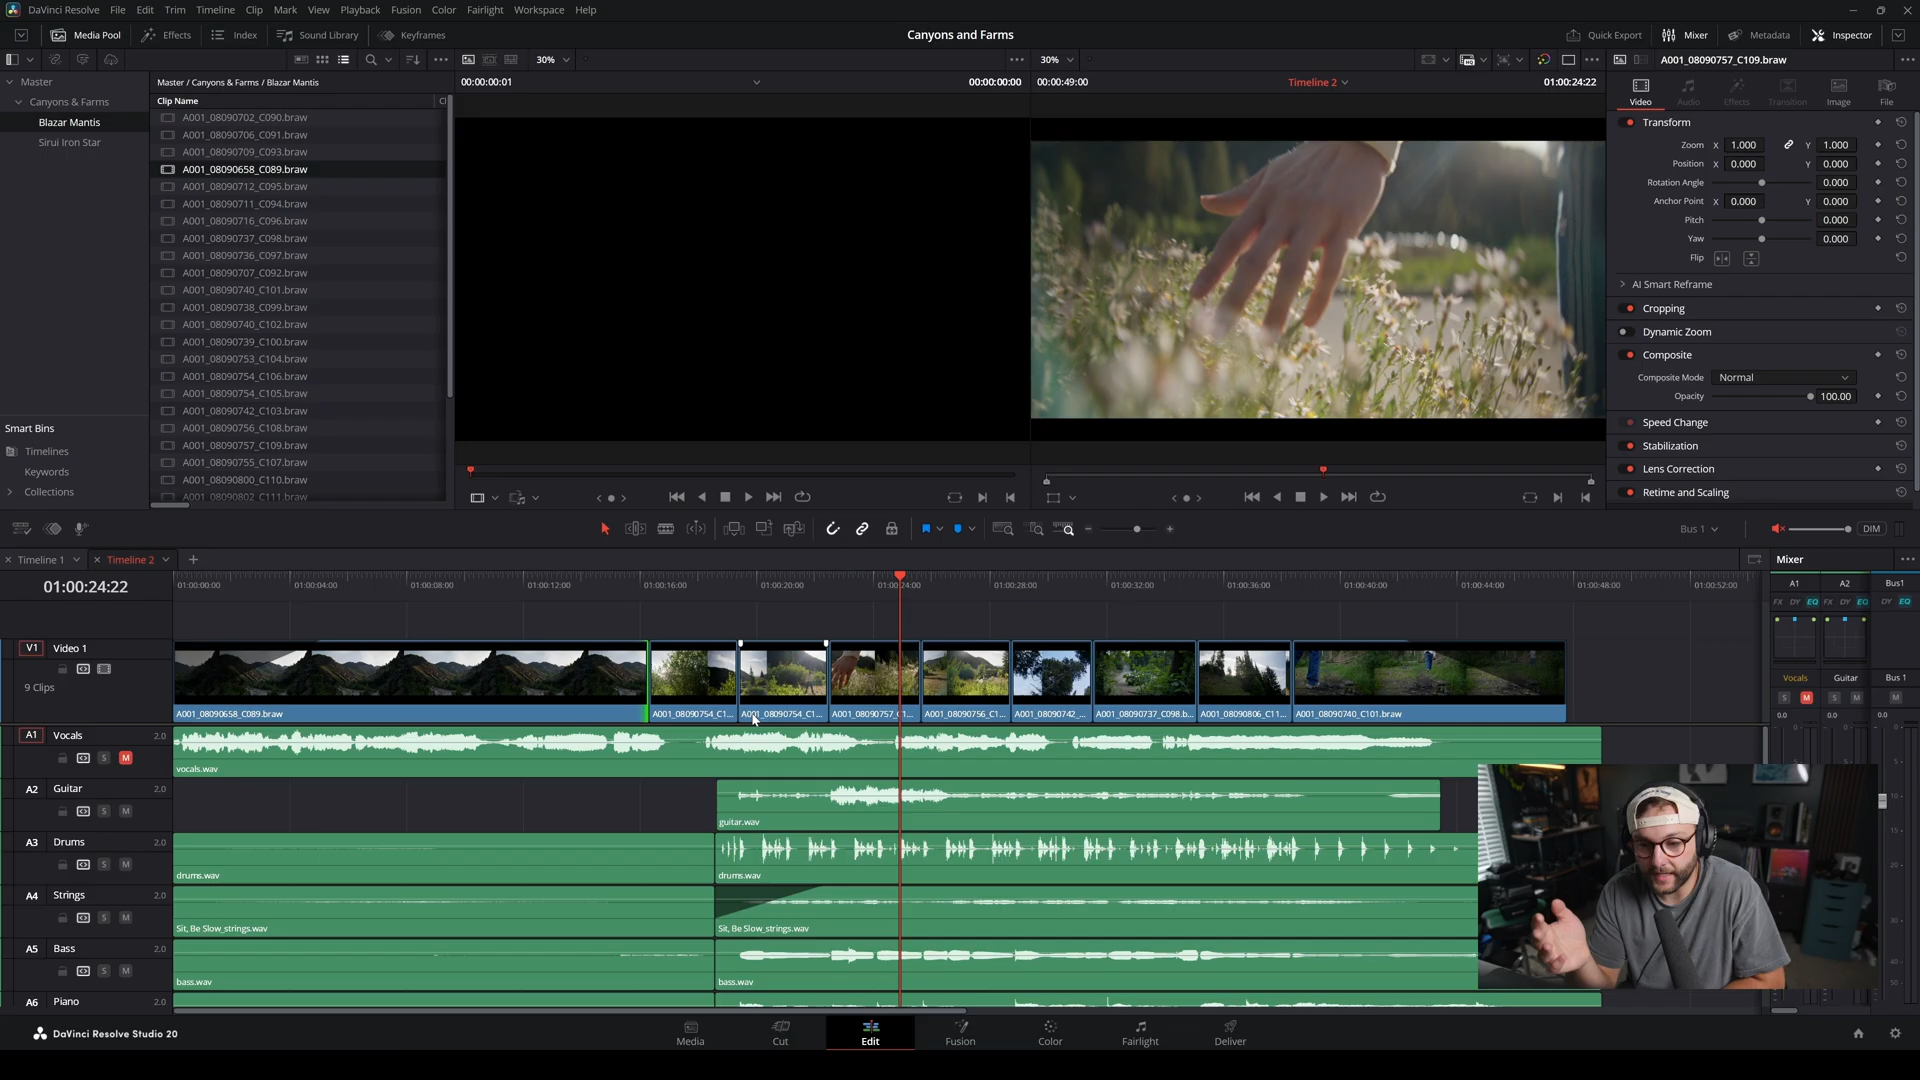 DaVinci Resolve File Edit Trim Timeline Clip Mark View Playback Fusion Color Fairlight Workspace Help
Media Pool Effects Index Sound Library Keyframes Canyons and Farms Quick Export Mixer Metadata Inspector
30% 30% A001_08090757_C109.braw
Master Master / Canyons & Farms / Blazar Mantis 00:00:00:01 00:00:00:00 00:00:49:00 Timeline 2 01:00:24:22
Canyons & Farms
Blazar Mantis
Sirui Iron Star
Clip Name
A001_08090702_C090.braw
A001_08090706_C091.braw
A001_08090709_C093.braw
A001_08090658_C089.braw
A001_08090712_C095.braw
A001_08090711_C094.braw
A001_08090716_C096.braw
A001_08090737_C098.braw
A001_08090736_C097.braw
A001_08090707_C092.braw
A001_08090740_C101.braw
A001_08090738_C099.braw
A001_08090740_C102.braw
A001_08090739_C100.braw
A001_08090753_C104.braw
A001_08090754_C106.braw
A001_08090754_C105.braw
A001_08090742_C103.braw
A001_08090756_C108.braw
A001_08090757_C109.braw
A001_08090755_C107.braw
A001_08090800_C110.braw
A001_08090802_C111.braw
Smart Bins
Timelines
Keywords
Collections
Video Audio Effects Transition Image File
Transform
Zoom X 1.000 Y 1.000
Position X 0.000 Y 0.000
Rotation Angle 0.000
Anchor Point X 0.000 Y 0.000
Pitch 0.000
Yaw 0.000
Flip
AI Smart Reframe
Cropping
Dynamic Zoom
Composite
Composite Mode Normal
Opacity 100.00
Speed Change
Stabilization
Lens Correction
Retime and Scaling
Bus 1 DIM
Timeline 1 Timeline 2 Mixer
01:00:24:22 01:00:00:00 01:00:04:00 01:00:08:00 01:00:12:00 01:00:16:00 01:00:20:00 01:00:24:00 01:00:28:00 01:00:32:00 01:00:36:00 01:00:40:00 01:00:44:00 01:00:48:00 01:00:52:00
A1 A2 Bus1
FX DY EQ FX DY EQ DY EQ
Vocals Guitar Bus 1
S M S M M
0.0 0.0 0.0
V1 Video 1
9 Clips
A001_08090658_C089.braw A001_08090754_C1... A001_08090754_C1... A001_08090757_C1... A001_08090756_C1... A001_08090742_... A001_08090737_C098.b... A001_08090806_C11... A001_08090740_C101.braw
A1 Vocals 2.0
S M
vocals.wav
A2 Guitar 2.0
S M
guitar.wav
A3 Drums 2.0
S M
drums.wav drums.wav
A4 Strings 2.0
S M
Sit, Be Slow_strings.wav Sit, Be Slow_strings.wav
A5 Bass 2.0
S M
bass.wav bass.wav
A6 Piano 2.0
DaVinci Resolve Studio 20
Media Cut Edit Fusion Color Fairlight Deliver